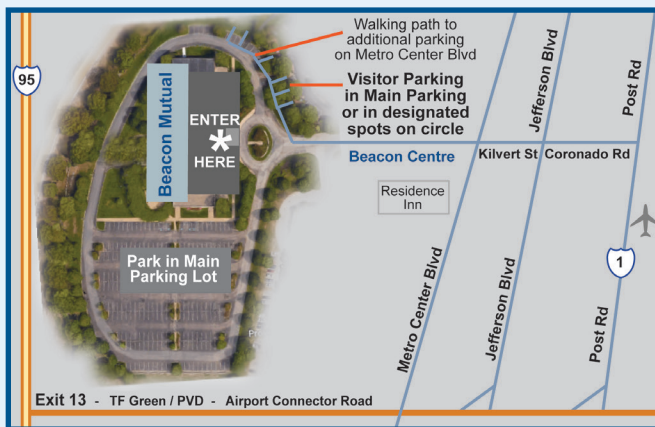 Walking path to
additional parking
on Metro Center Blvd
Visitor Parking
in Main Parking
or in designated
spots on circle
95
Beacon Mutual
ENTER
HERE
Jefferson Blvd
Post Rd
Beacon Centre
Kilvert St
Coronado Rd
Residence
Inn
Park in Main
Parking Lot
1
Metro Center Blvd
Jefferson Blvd
Post Rd
Exit 13 - TF Green / PVD - Airport Connector Road